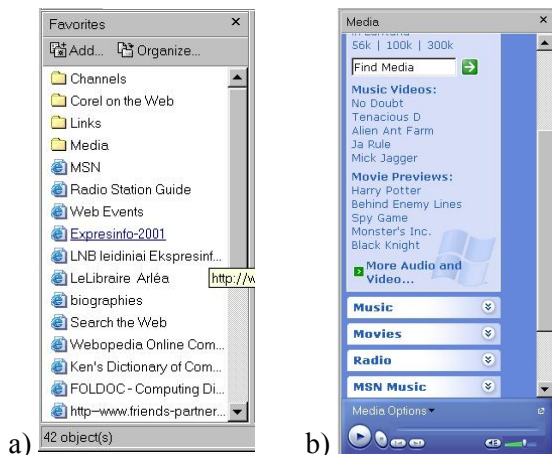 Favorites ×
Add... Organize...
Channels
Corel on the Web
Links
Media
MSN
Radio Station Guide
Web Events
Expresinfo-2001
LNB leidiniai Ekspresinf...
LeLibraire Arléa
http://w
biographies
Search the Web
Webopedia Online Com...
Ken's Dictionary of Com...
FOLDOC - Computing Di...
http--www.friends-partner...
42 object(s)
a)
Media ×
56k | 100k | 300k
Find Media
Music Videos:
No Doubt
Tenacious D
Alien Ant Farm
Ja Rule
Mick Jagger
Movie Previews:
Harry Potter
Behind Enemy Lines
Spy Game
Monster's Inc.
Black Knight
More Audio and
Video...
Music
Movies
Radio
MSN Music
Media Options
b)